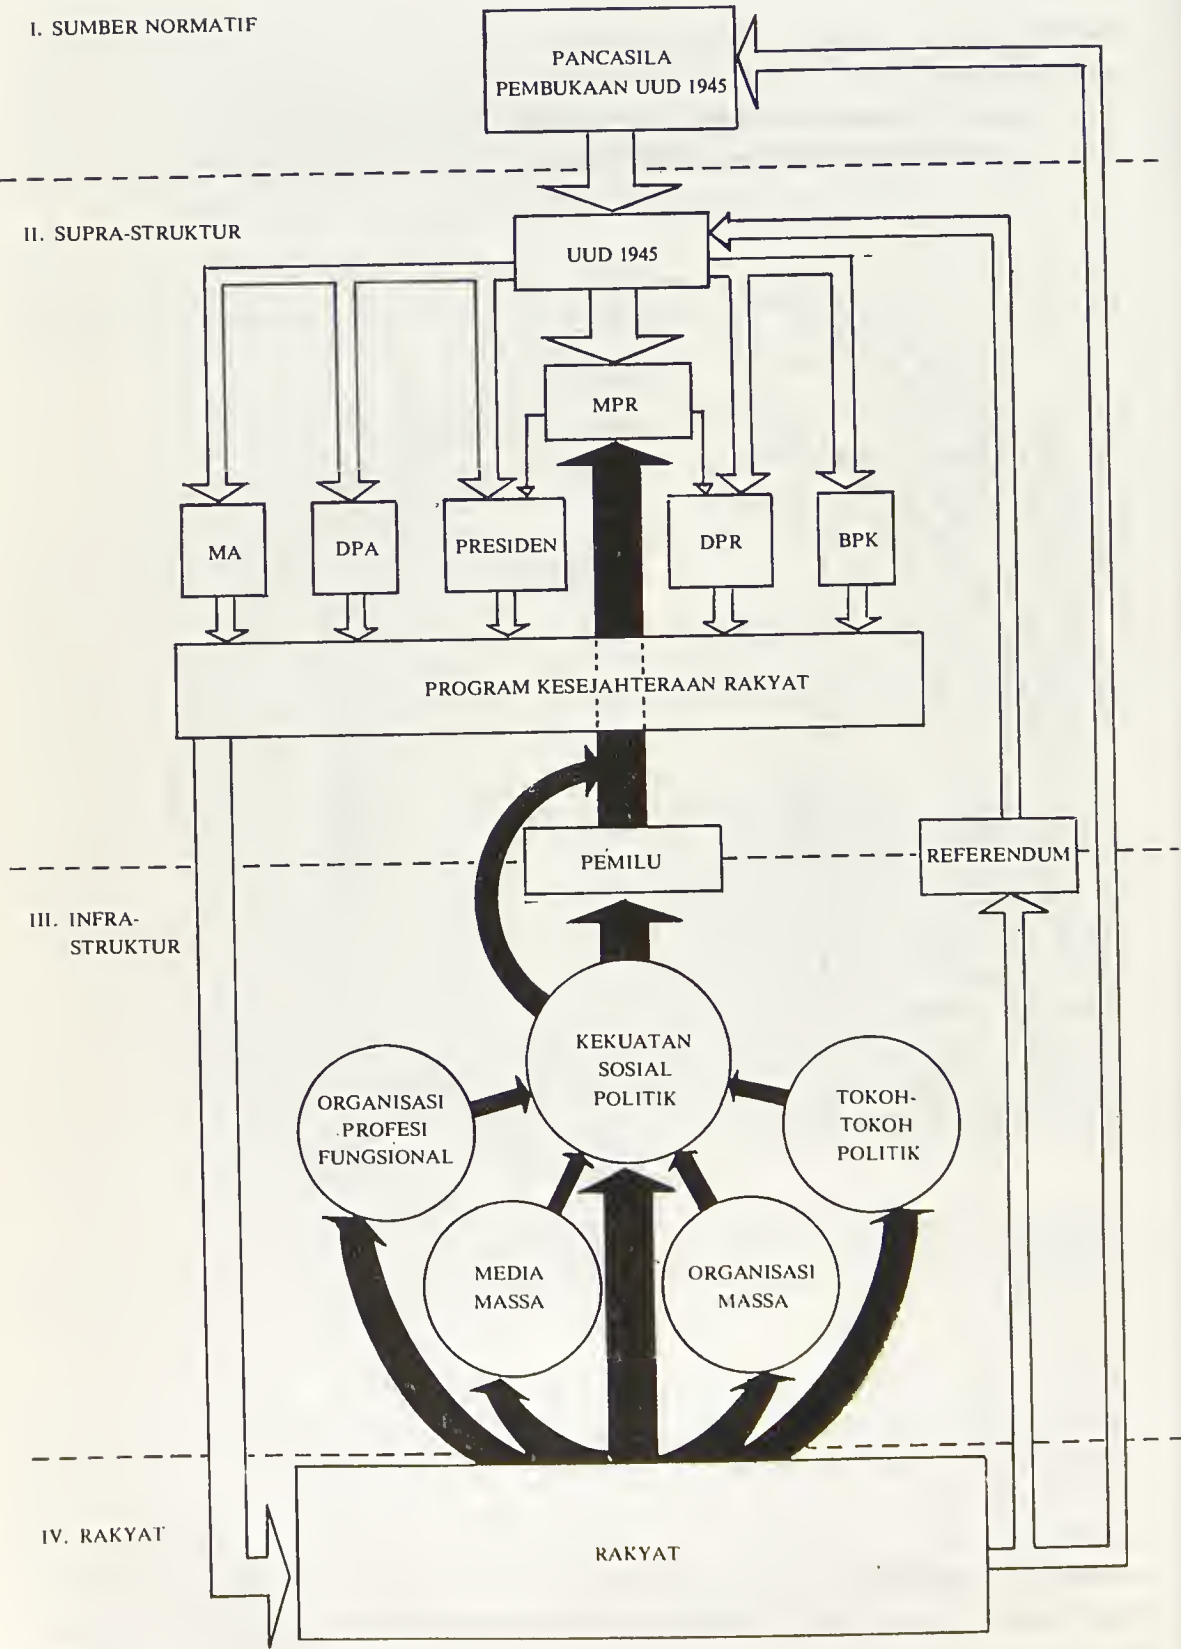 I. SUMBER NORMATIF
PANCASILA
PEMBUKAAN UUD 1945
II. SUPRA-STRUKTUR
UUD 1945
MPR
MA
DPA
PRESIDEN
DPR
BPK
PROGRAM KESEJAHTERAAN RAKYAT
PEMILU
REFERENDUM
III. INFRA-
STRUKTUR
KEKUATAN
SOSIAL
POLITIK
ORGANISASI
PROFESI
FUNGSIONAL
TOKOH-
TOKOH
POLITIK
MEDIA
MASSA
ORGANISASI
MASSA
IV. RAKYAT
RAKYAT